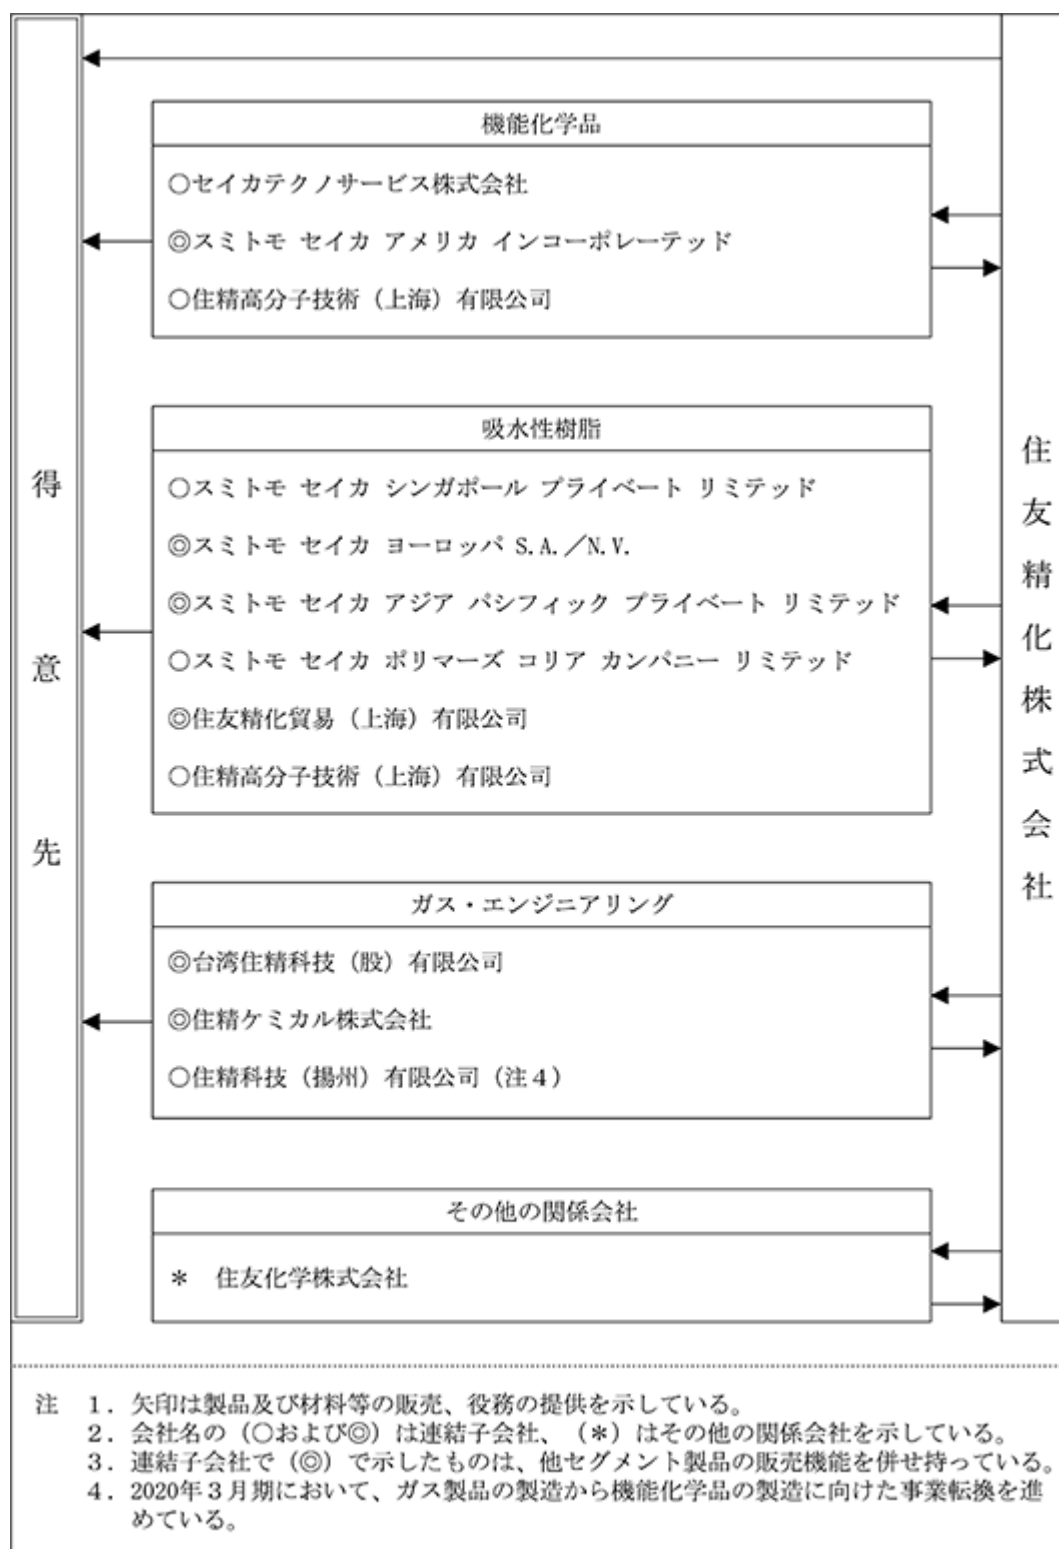 機能化学品
○セイカテクノサービス株式会社
◎スミトモ セイカ アメリカ インコーポレーテッド
○住精高分子技術（上海）有限公司
吸水性樹脂
○スミトモ セイカ シンガポール プライベート リミテッド
◎スミトモ セイカ ヨーロッパ S.A.／N.V.
◎スミトモ セイカ アジア パシフィック プライベート リミテッド
○スミトモ セイカ ポリマーズ コリア カンパニー リミテッド
◎住友精化貿易（上海）有限公司
○住精高分子技術（上海）有限公司
ガス・エンジニアリング
◎台湾住精科技（股）有限公司
◎住精ケミカル株式会社
○住精科技（揚州）有限公司（注４）
その他の関係会社
＊　住友化学株式会社
得意先
住友精化株式会社
注　１．矢印は製品及び材料等の販売、役務の提供を示している。
２．会社名の（○および◎）は連結子会社、（＊）はその他の関係会社を示している。
３．連結子会社で（◎）で示したものは、他セグメント製品の販売機能を併せ持っている。
４．2020年３月期において、ガス製品の製造から機能化学品の製造に向けた事業転換を進
めている。